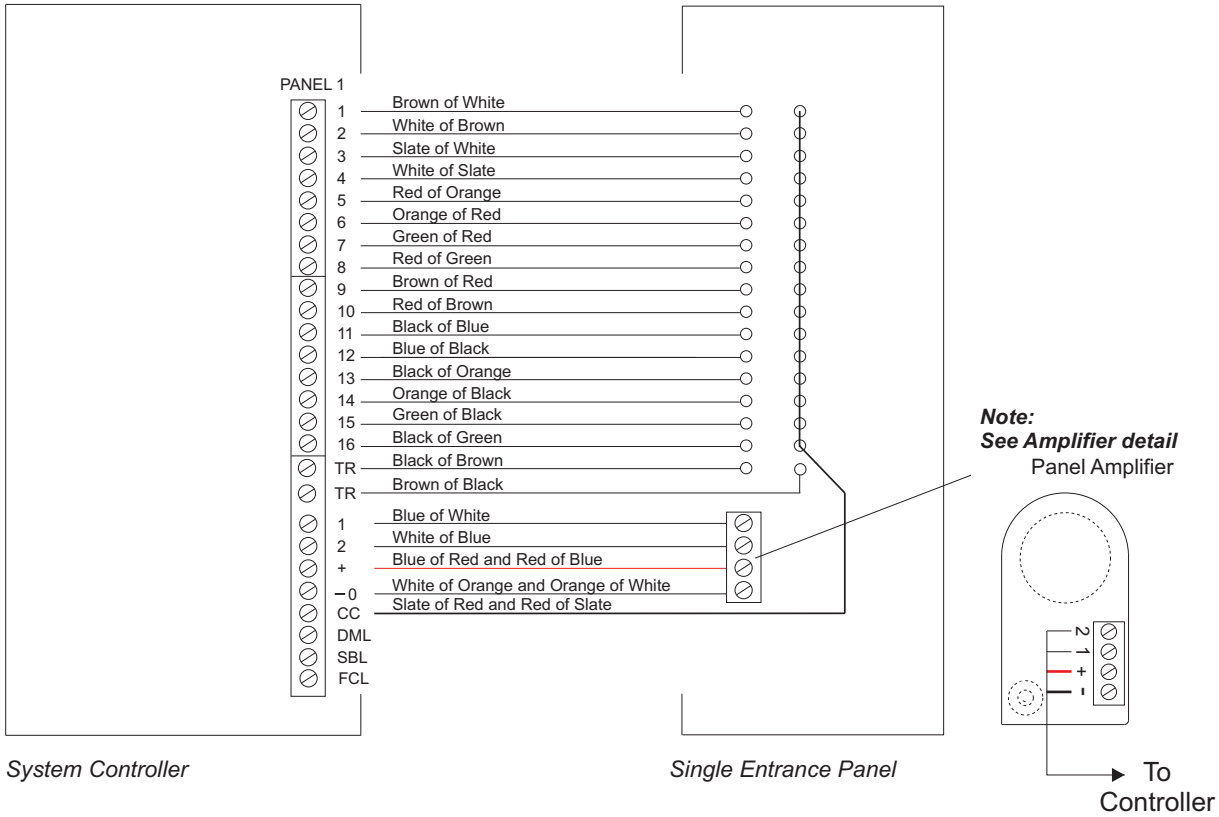 PANEL 1
1 Brown of White
2 White of Brown
3 Slate of White
4 White of Slate
5 Red of Orange
6 Orange of Red
7 Green of Red
8 Red of Green
9 Brown of Red
10 Red of Brown
11 Black of Blue
12 Blue of Black
13 Black of Orange
14 Orange of Black
15 Green of Black
16 Black of Green
TR Black of Brown
TR Brown of Black
1 Blue of White
2 White of Blue
+ Blue of Red and Red of Blue
–0 White of Orange and Orange of White
CC Slate of Red and Red of Slate
DML
SBL
FCL
Note:
See Amplifier detail
Panel Amplifier
2
1
+
-
To
Controller
System Controller
Single Entrance Panel